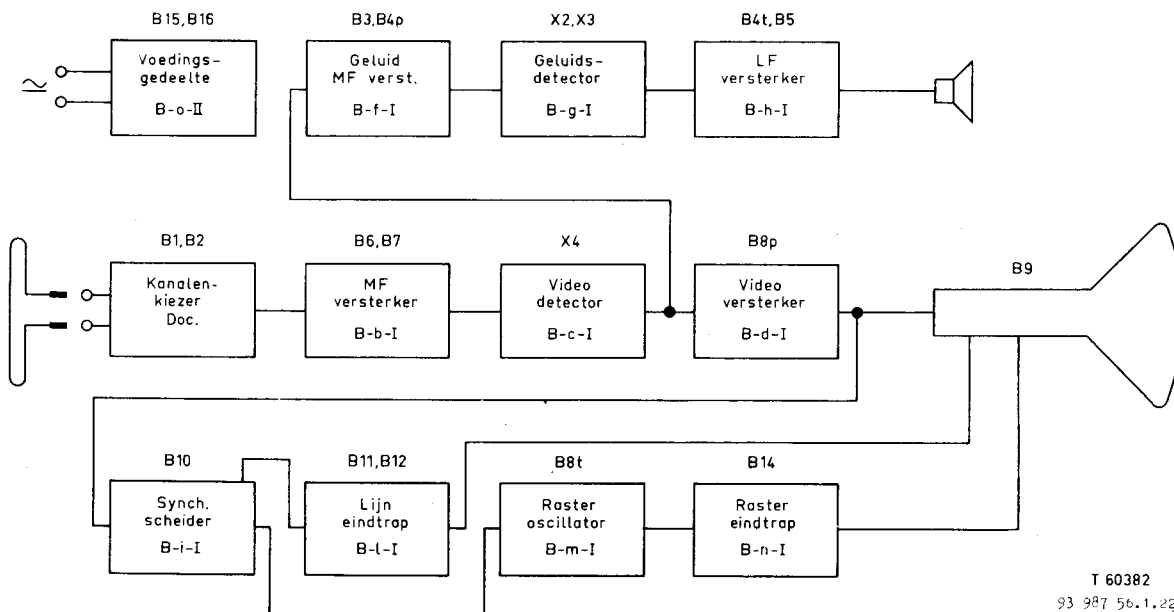 B15, B16
Voedings-
gedeelte
B-o-II
B3, B4p
Geluid
MF verst.
B-f-I
X2, X3
Geluids-
detector
B-g-I
B4t, B5
LF
versterker
B-h-I
B1, B2
Kanalen-
kiezer
Doc.
B6, B7
MF
versterker
B-b-I
X4
Video
detector
B-c-I
B8p
Video
versterker
B-d-I
B9
B10
Synch.
scheider
B-i-I
B11, B12
Lijn
eindtrap
B-l-I
B8t
Raster
oscillator
B-m-I
B14
Raster
eindtrap
B-n-I
T 60382
93 987 56.1.22